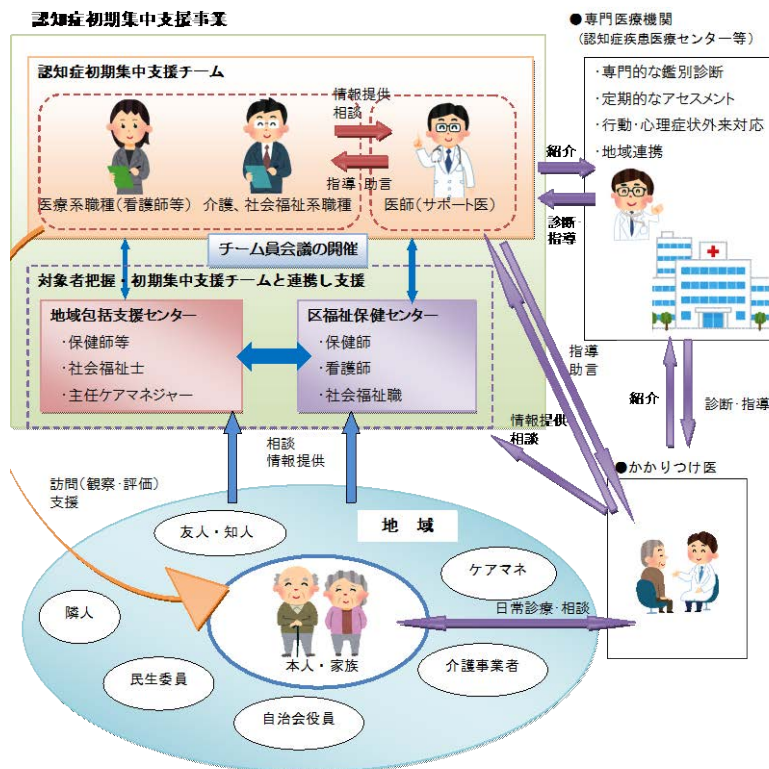 認知症初期集中支援事業
認知症初期集中支援チーム
情報提供
相談
指導・助言
医療系職種(看護師等)
介護、社会福祉系職種
医師(サポート医)
チーム員会議の開催
対象者把握・初期集中支援チームと連携し支援
地域包括支援センター
・保健師等
・社会福祉士
・主任ケアマネジャー
区福祉保健センター
・保健師
・看護師
・社会福祉職
●専門医療機関
(認知症疾患医療センター等)
・専門的な鑑別診断
・定期的なアセスメント
・行動・心理症状外来対応
・地域連携
紹介
診断・
指導
指導
助言
情報提供
相談
紹介
診断・指導
●かかりつけ医
相談
情報提供
訪問(観察・評価)
支援
地 域
友人・知人
ケアマネ
隣人
日常診療・相談
本人・家族
民生委員
介護事業者
自治会役員